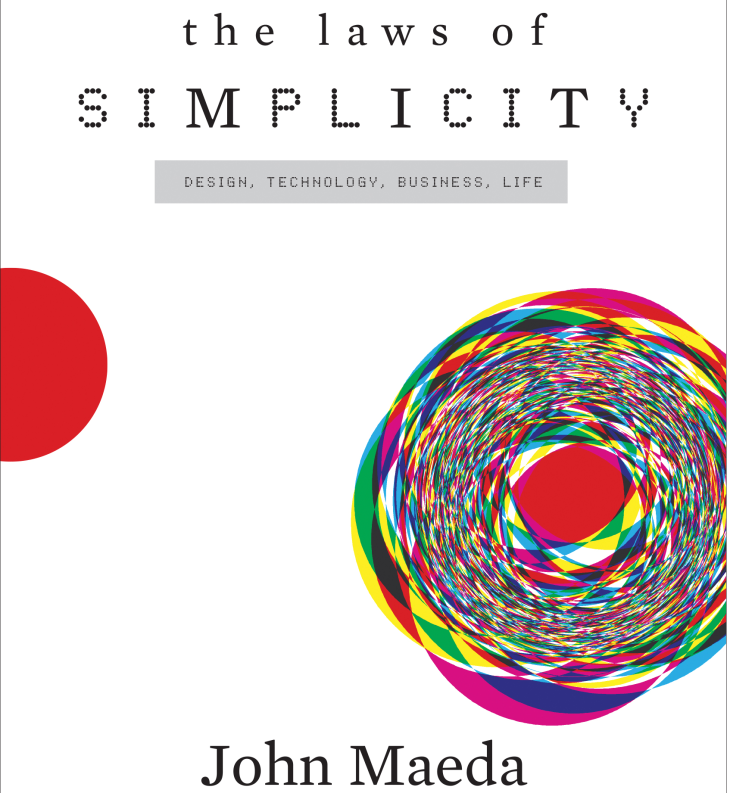 the laws of
SIMPLICITY
DESIGN, TECHNOLOGY, BUSINESS, LIFE
John Maeda